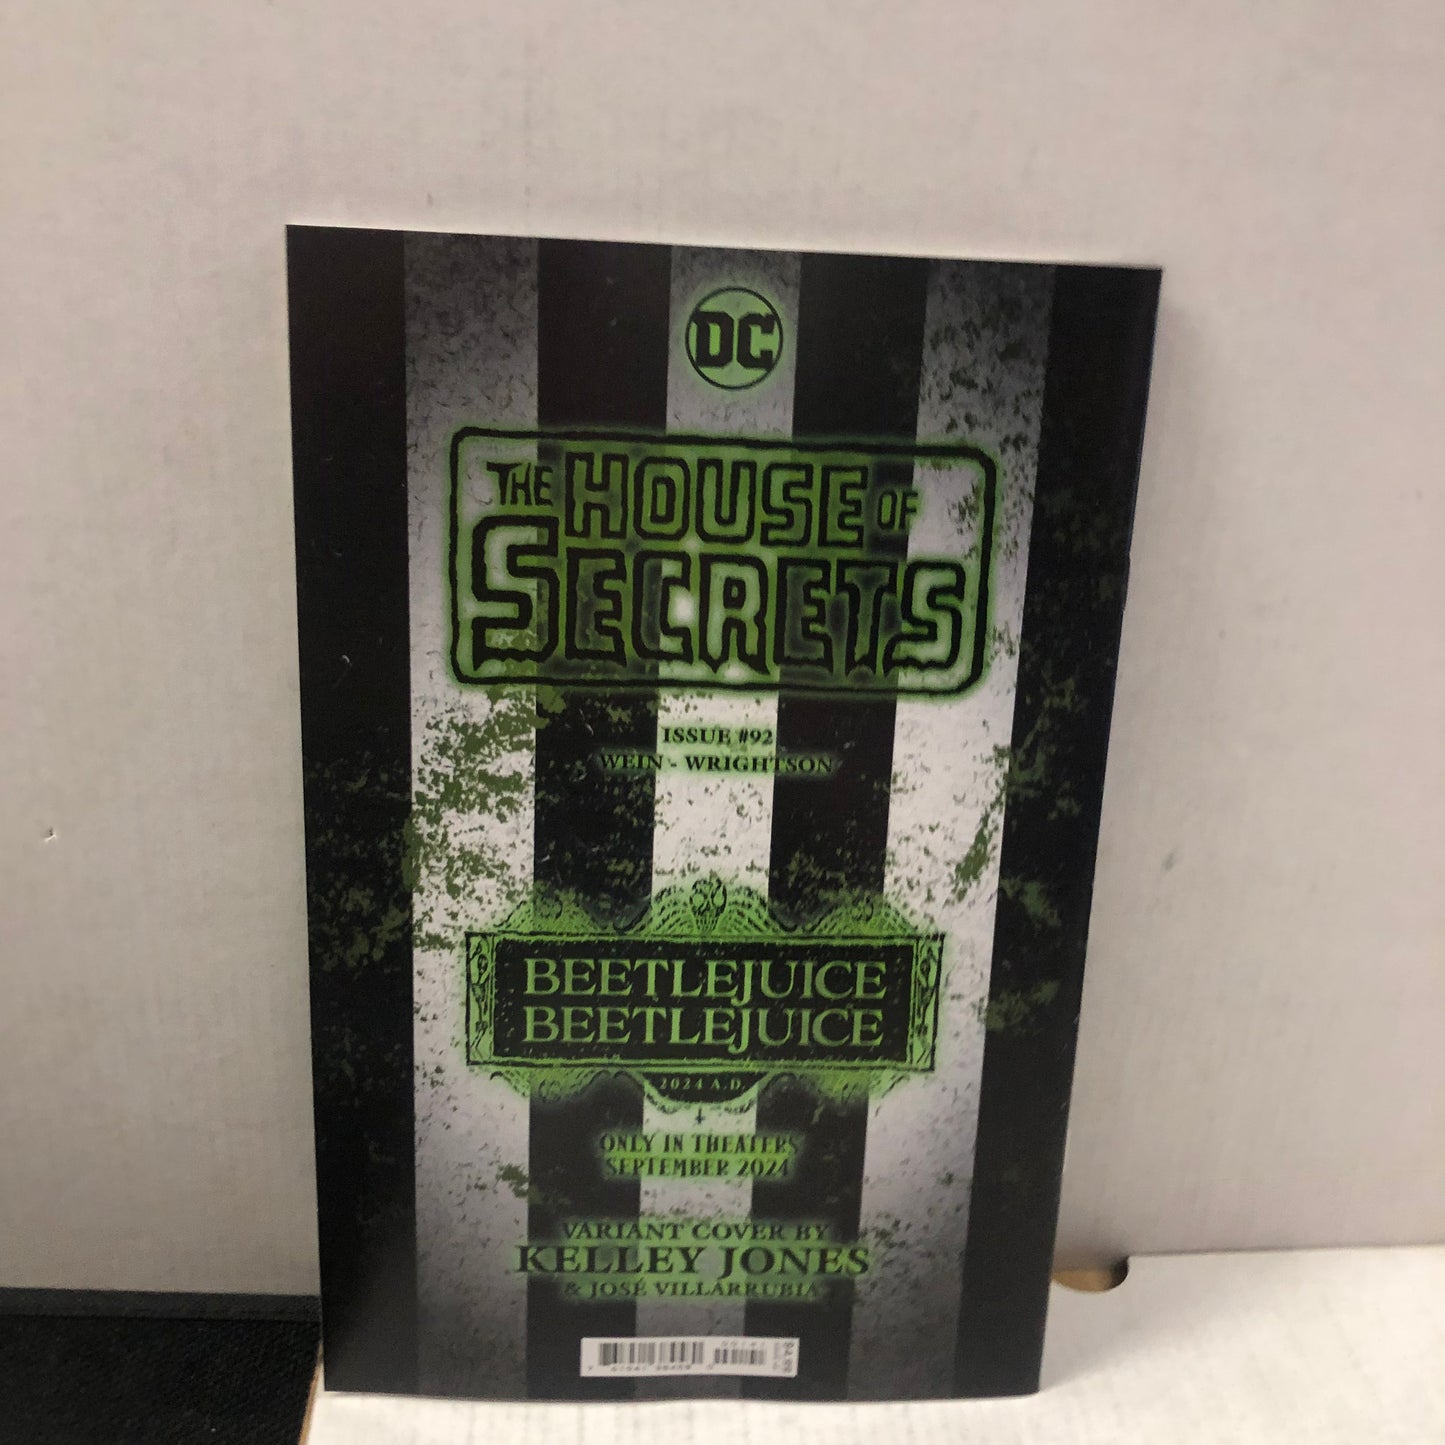 DC
THE HOUSE OF
SECRETS
ISSUE #92
WEIN - WRIGHTSON
BEETLEJUICE
BEETLEJUICE
2024 A.D.
ONLY IN THEATERS
SEPTEMBER 2024
VARIANT COVER BY
KELLEY JONES
& JOSÉ VILLARRUBIA